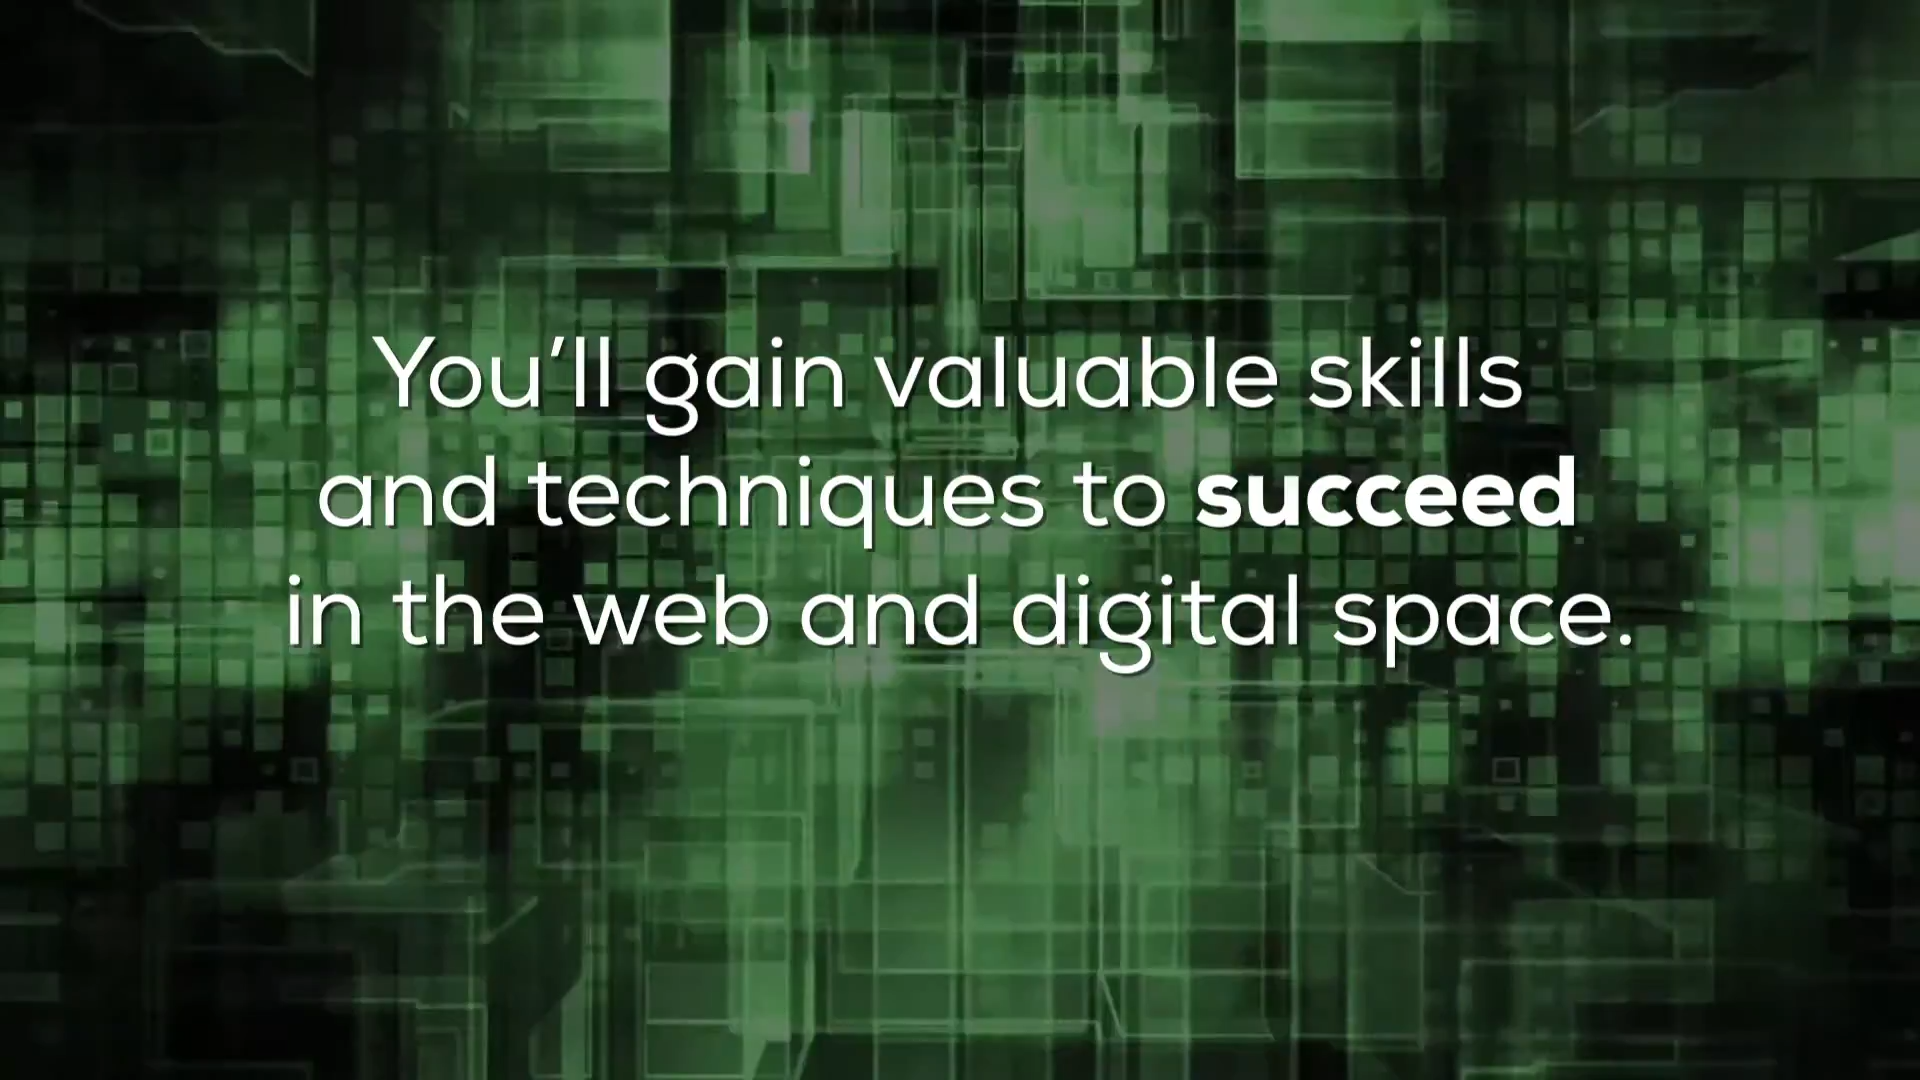 You’ll gain valuable skills
and techniques to succeed
in the web and digital space.